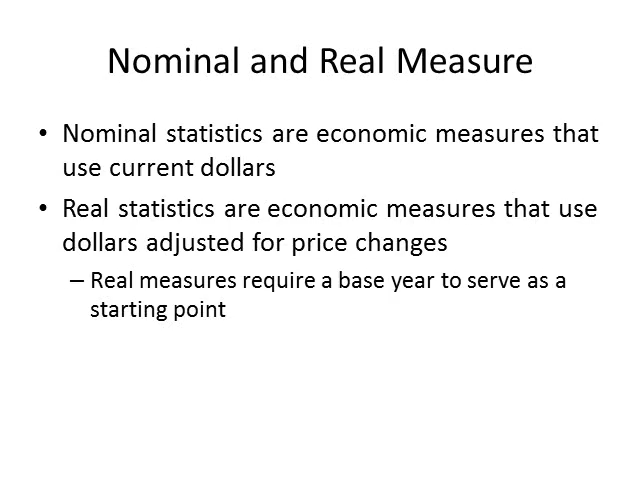 Nominal and Real Measure
• Nominal statistics are economic measures that
use current dollars
• Real statistics are economic measures that use
dollars adjusted for price changes
– Real measures require a base year to serve as a
starting point